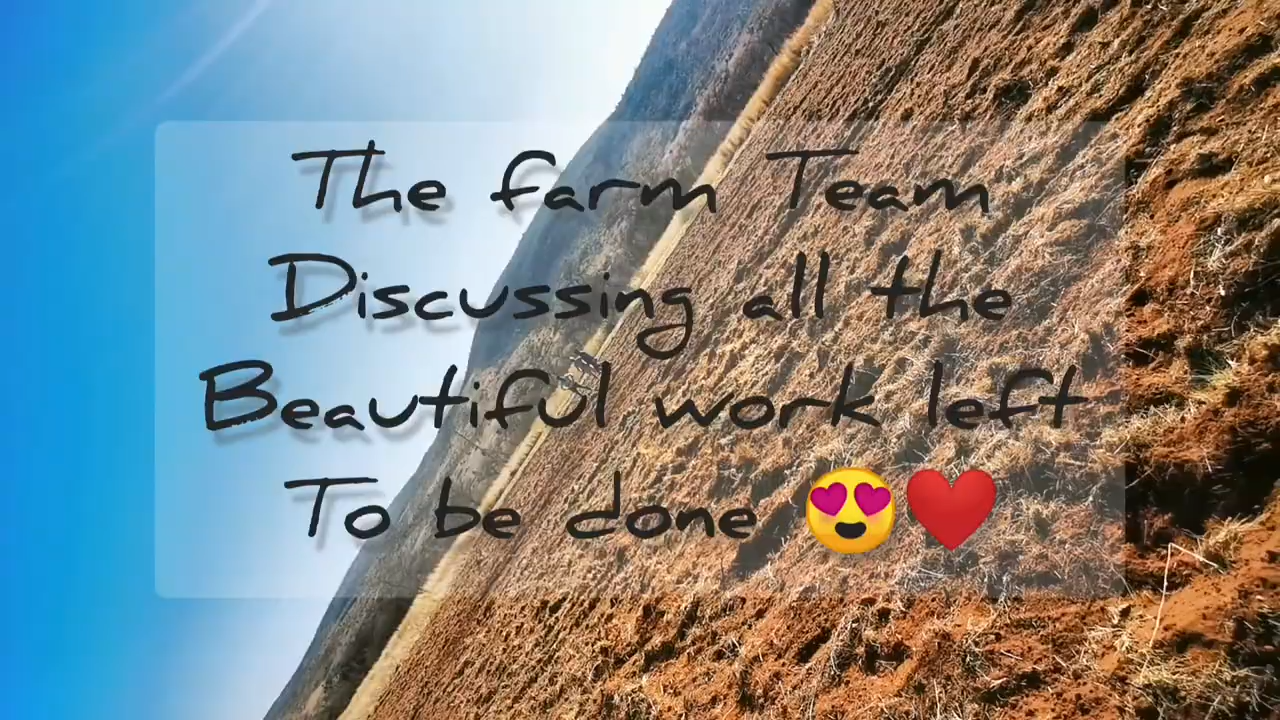 The farm Team
Discussing all the
Beautiful work left
To be done 😍❤️